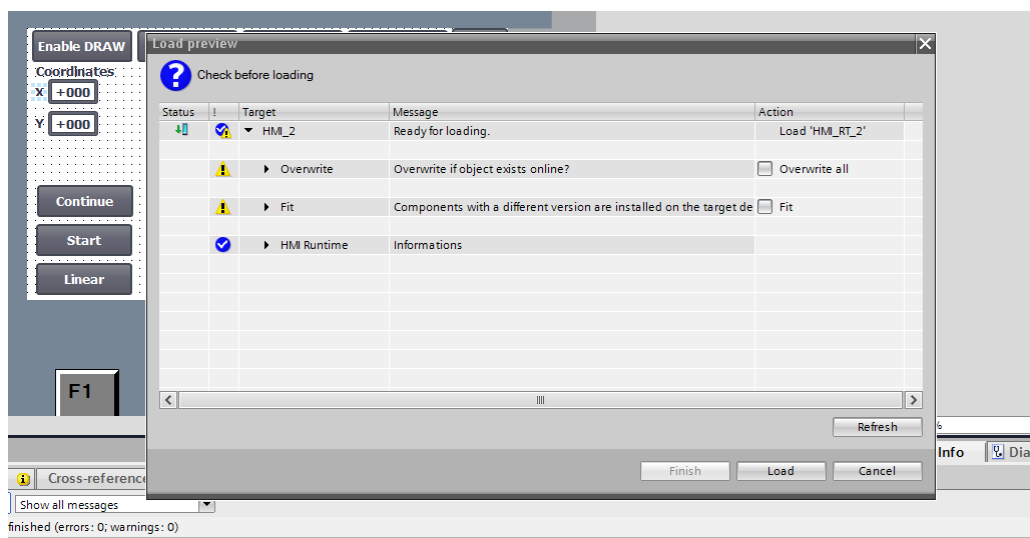 Enable DRAW
Coordinates
X +000
Y +000
Continue
Start
Linear
F1
Load preview
Check before loading
Status ! Target Message Action
HMI_2 Ready for loading. Load 'HMI_RT_2'
Overwrite Overwrite if object exists online? Overwrite all
Fit Components with a different version are installed on the target de Fit
HMI Runtime Informations
Refresh
%
Finish Load Cancel
Info Dia
Cross-reference
Show all messages
finished (errors: 0; warnings: 0)